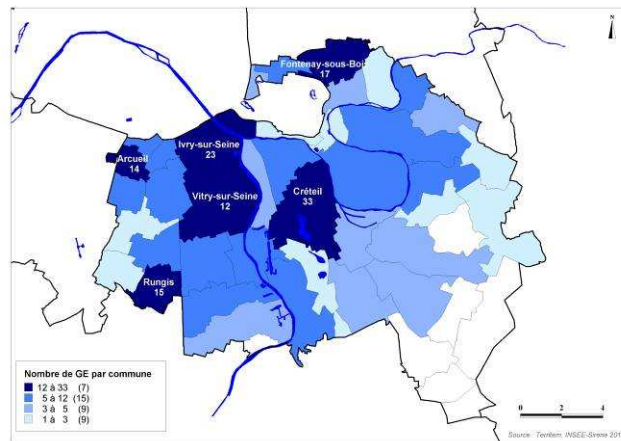 N
Fontenay-sous-Boi
17
Ivry-sur-Seine
23
Arcueil
14
Vitry-sur-Seine
12
Créteil
33
Rungis
15
Nombre de GE par commune
12 à 33 (7)
5 à 12 (15)
3 à 5 (9)
1 à 3 (9)
0 2 4
Source : Territem, INSEE-Sirene 201